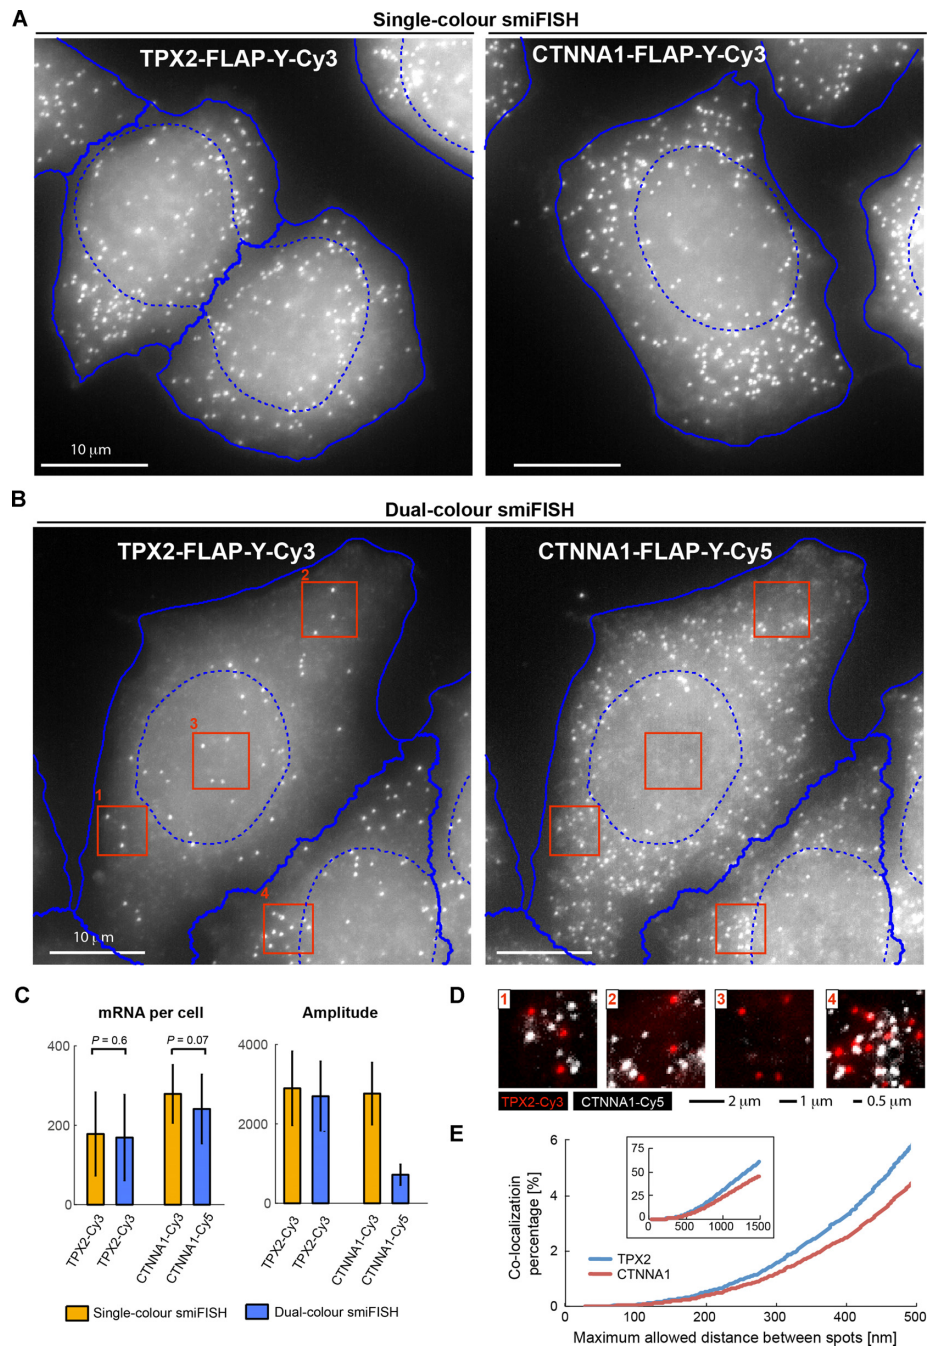 A
Single-colour smiFISH
TPX2-FLAP-Y-Cy3
CTNNA1-FLAP-Y-Cy3
10 µm
B
Dual-colour smiFISH
TPX2-FLAP-Y-Cy3
CTNNA1-FLAP-Y-Cy5
2
3
1
4
10 µm
C
mRNA per cell
Amplitude
P = 0.6
P = 0.07
400
200
0
4000
2000
0
TPX2-Cy3
TPX2-Cy3
CTNNA1-Cy3
CTNNA1-Cy5
TPX2-Cy3
TPX2-Cy3
CTNNA1-Cy3
CTNNA1-Cy5
Single-colour smiFISH
Dual-colour smiFISH
D
1
2
3
4
TPX2-Cy3
CTNNA1-Cy5
2 µm
1 µm
0.5 µm
E
Co-localizatioin
percentage [%]
6
4
2
0
75
50
25
0
0
500
1000
1500
TPX2
CTNNA1
0
100
200
300
400
500
Maximum allowed distance between spots [nm]